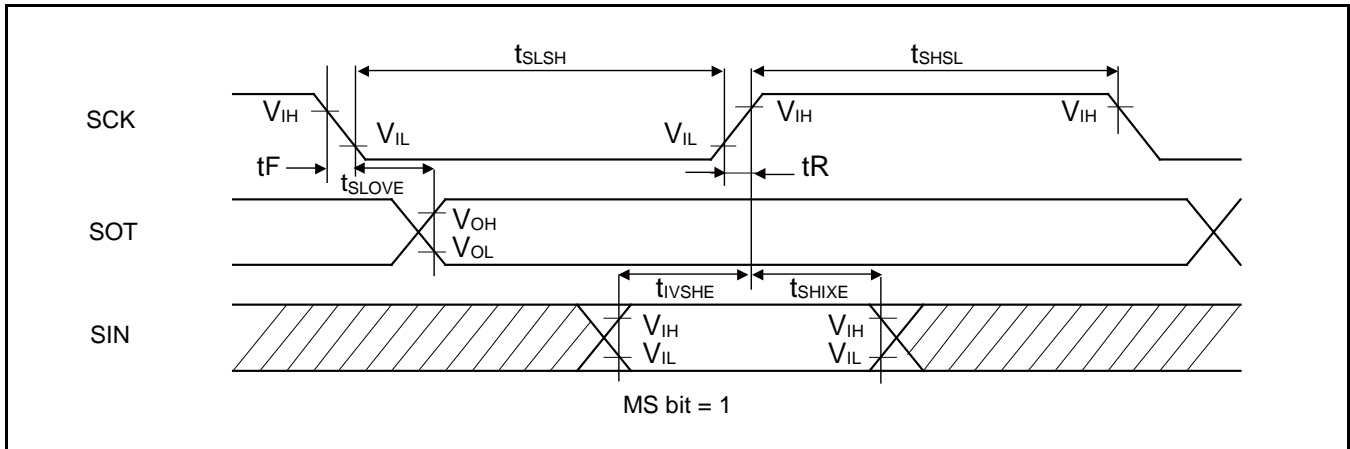 tSLSH tSHSL
SCK VIH VIL VIL VIH VIH
tF tSLOVE tR
SOT VOH
VOL
tIVSHE tSHIXE
SIN VIH VIH
VIL VIL
MS bit = 1